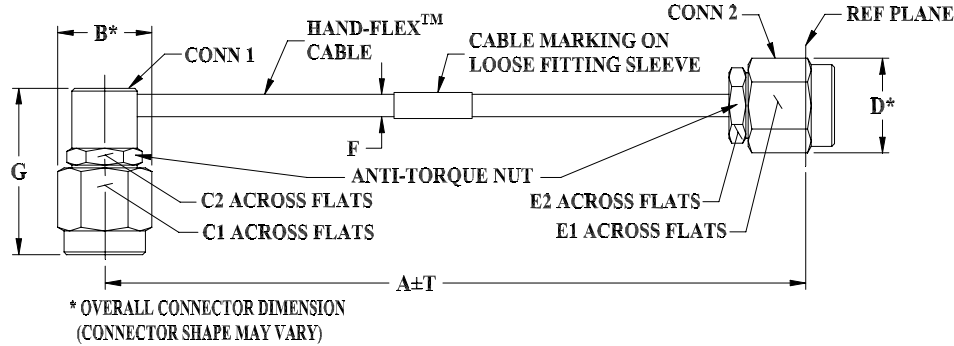 B*
CONN 1
HAND-FLEX™
CABLE
CABLE MARKING ON
LOOSE FITTING SLEEVE
CONN 2
REF PLANE
D*
G
F
ANTI-TORQUE NUT
C2 ACROSS FLATS
C1 ACROSS FLATS
E2 ACROSS FLATS
E1 ACROSS FLATS
A±T
* OVERALL CONNECTOR DIMENSION
(CONNECTOR SHAPE MAY VARY)